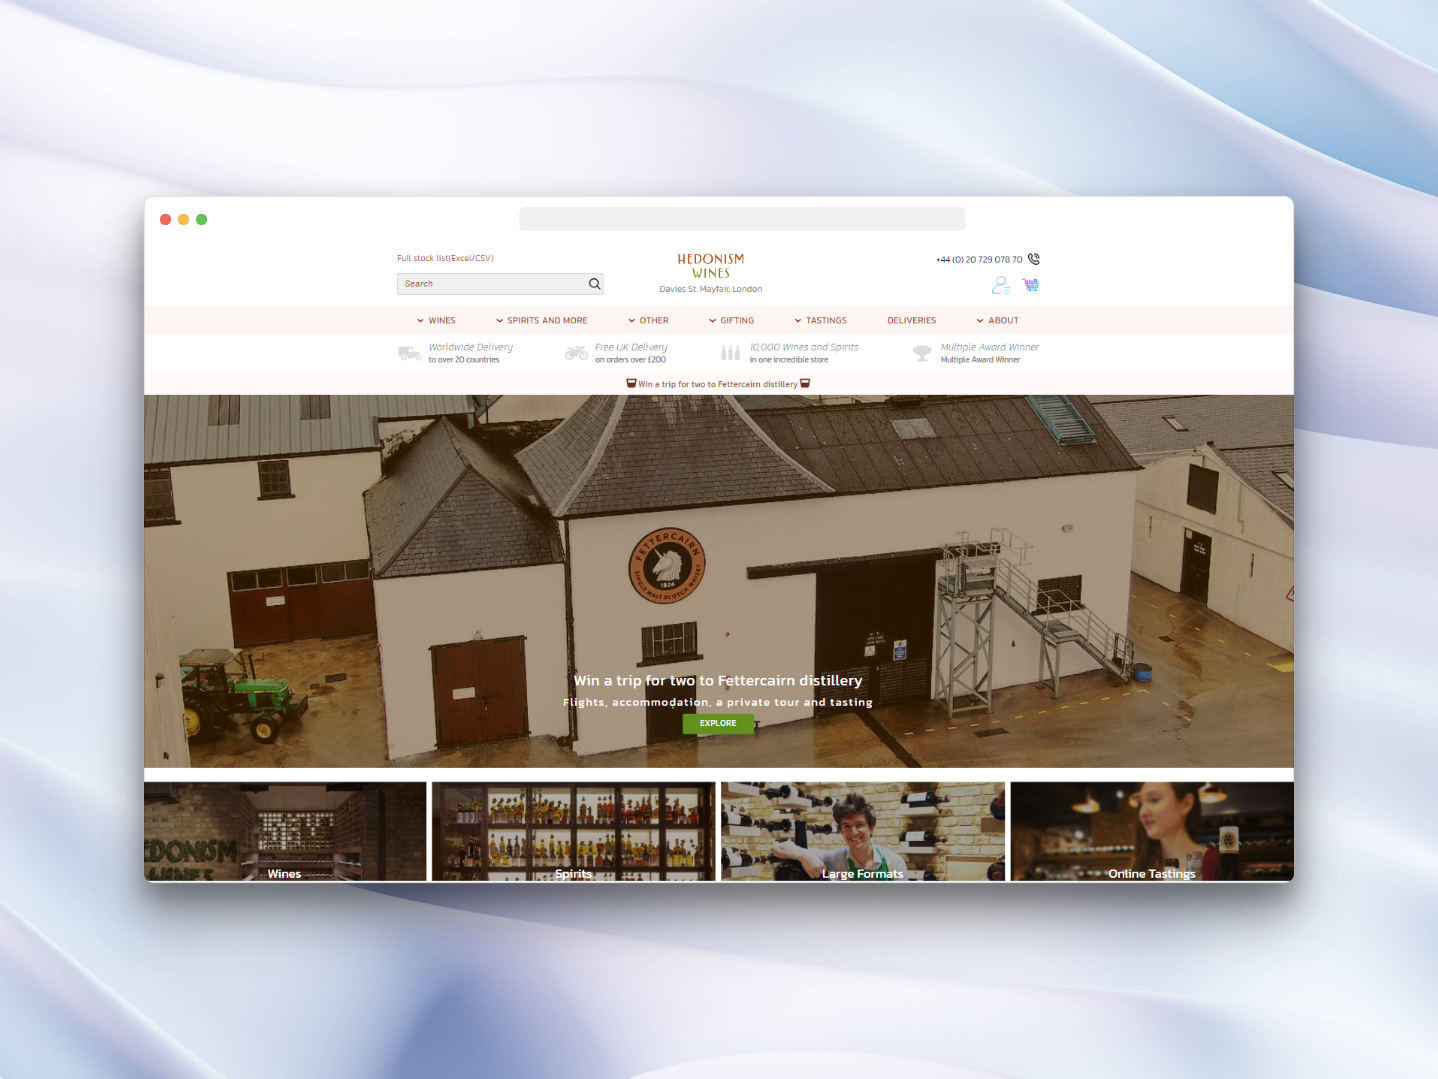 Full stock list(Excel/CSV)
Search
HEDONISM
WINES
Davies St. Mayfair, London
+44 (0) 20 729 078 70
WINES
SPIRITS AND MORE
OTHER
GIFTING
TASTINGS
DELIVERIES
ABOUT
Worldwide Delivery
to over 20 countries
Free UK Delivery
on orders over £200
10,000 Wines and Spirits
in one incredible store
Multiple Award Winner
Multiple Award Winner
Win a trip for two to Fettercairn distillery
FETTERCAIRN
1824
SINGLE MALT SCOTCH WHISKY
Win a trip for two to Fettercairn distillery
Flights, accommodation, a private tour and tasting
EXPLORE
Wines
Spirits
Large Formats
Online Tastings